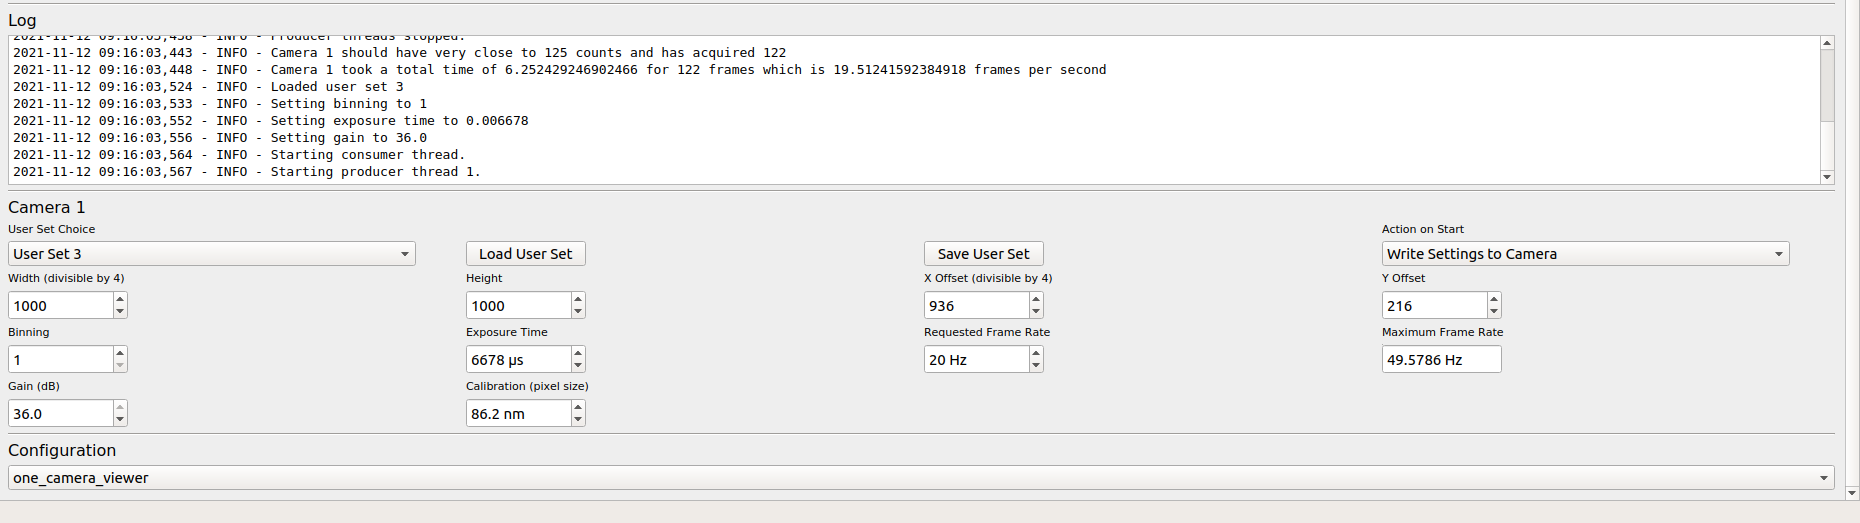 Log
2021-11-12 09:16:03,438 - INFO - Producer threads stopped.
2021-11-12 09:16:03,443 - INFO - Camera 1 should have very close to 125 counts and has acquired 122
2021-11-12 09:16:03,448 - INFO - Camera 1 took a total time of 6.252429246902466 for 122 frames which is 19.51241592384918 frames per second
2021-11-12 09:16:03,524 - INFO - Loaded user set 3
2021-11-12 09:16:03,533 - INFO - Setting binning to 1
2021-11-12 09:16:03,552 - INFO - Setting exposure time to 0.006678
2021-11-12 09:16:03,556 - INFO - Setting gain to 36.0
2021-11-12 09:16:03,564 - INFO - Starting consumer thread.
2021-11-12 09:16:03,567 - INFO - Starting producer thread 1.
Camera 1
User Set Choice Action on Start
User Set 3 Load User Set Save User Set Write Settings to Camera
Width (divisible by 4) Height X Offset (divisible by 4) Y Offset
1000 1000 936 216
Binning Exposure Time Requested Frame Rate Maximum Frame Rate
1 6678 µs 20 Hz 49.5786 Hz
Gain (dB) Calibration (pixel size)
36.0 86.2 nm
Configuration
one_camera_viewer